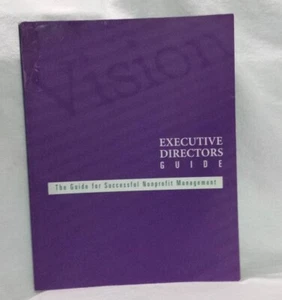 Vision
EXECUTIVE
DIRECTORS
GUIDE
The Guide for Successful Nonprofit Management